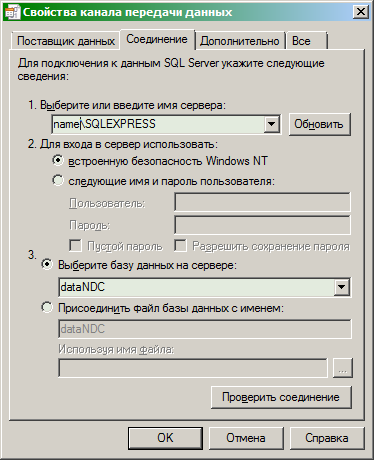 Свойства канала передачи данных
Поставщик данных Соединение Дополнительно Все
Для подключения к данным SQL Server укажите следующие
сведения:
1. Выберите или введите имя сервера:
name\SQLEXPRESS Обновить
2. Для входа в сервер использовать:
встроенную безопасность Windows NT
следующие имя и пароль пользователя:
Пользователь:
Пароль:
Пустой пароль Разрешить сохранение пароля
3. Выберите базу данных на сервере:
dataNDC
Присоединить файл базы данных с именем:
dataNDC
Используя имя файла:
...
Проверить соединение
OK Отмена Справка